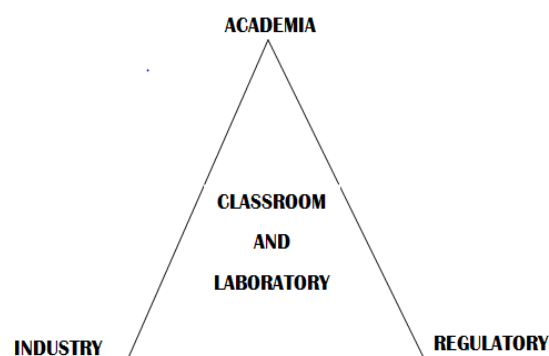 ACADEMIA
CLASSROOM
AND
LABORATORY
INDUSTRY
REGULATORY